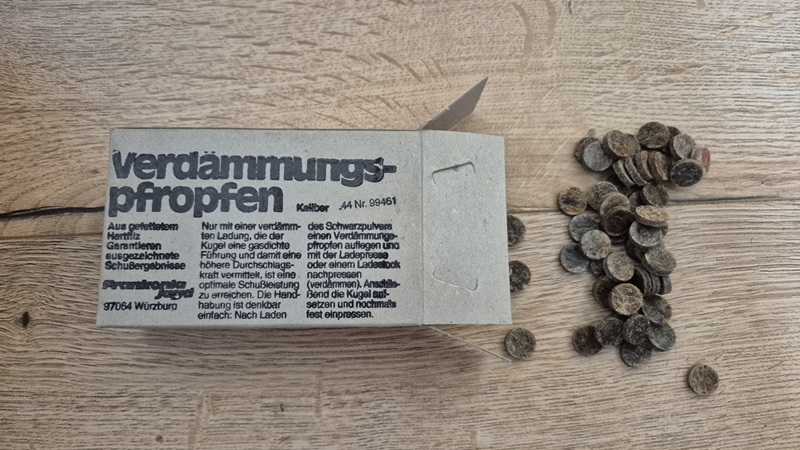 Verdämmungs-
pfropfen
Kaliber .44 Nr. 99461
Aus gefettetem
Hartfilz
Garantieren
ausgezeichnete
Schußergebnisse
Frankonia
Jagd
97064 Würzburg
Nur mit einer verdämm-
ten Ladung, die der
Kugel eine gasdichte
Führung und damit eine
höhere Durchschlags-
kraft vermittelt, ist eine
optimale Schußleistung
zu erreichen. Die Hand-
habung ist denkbar
einfach: Nach Laden
des Schwarzpulvers
einen Verdämmungs-
pfropfen auflegen und
mit der Ladepresse
oder einem Ladestock
nachpressen
(verdämmen). Anschlie-
ßend die Kugel auf-
setzen und nochmals
fest einpressen.